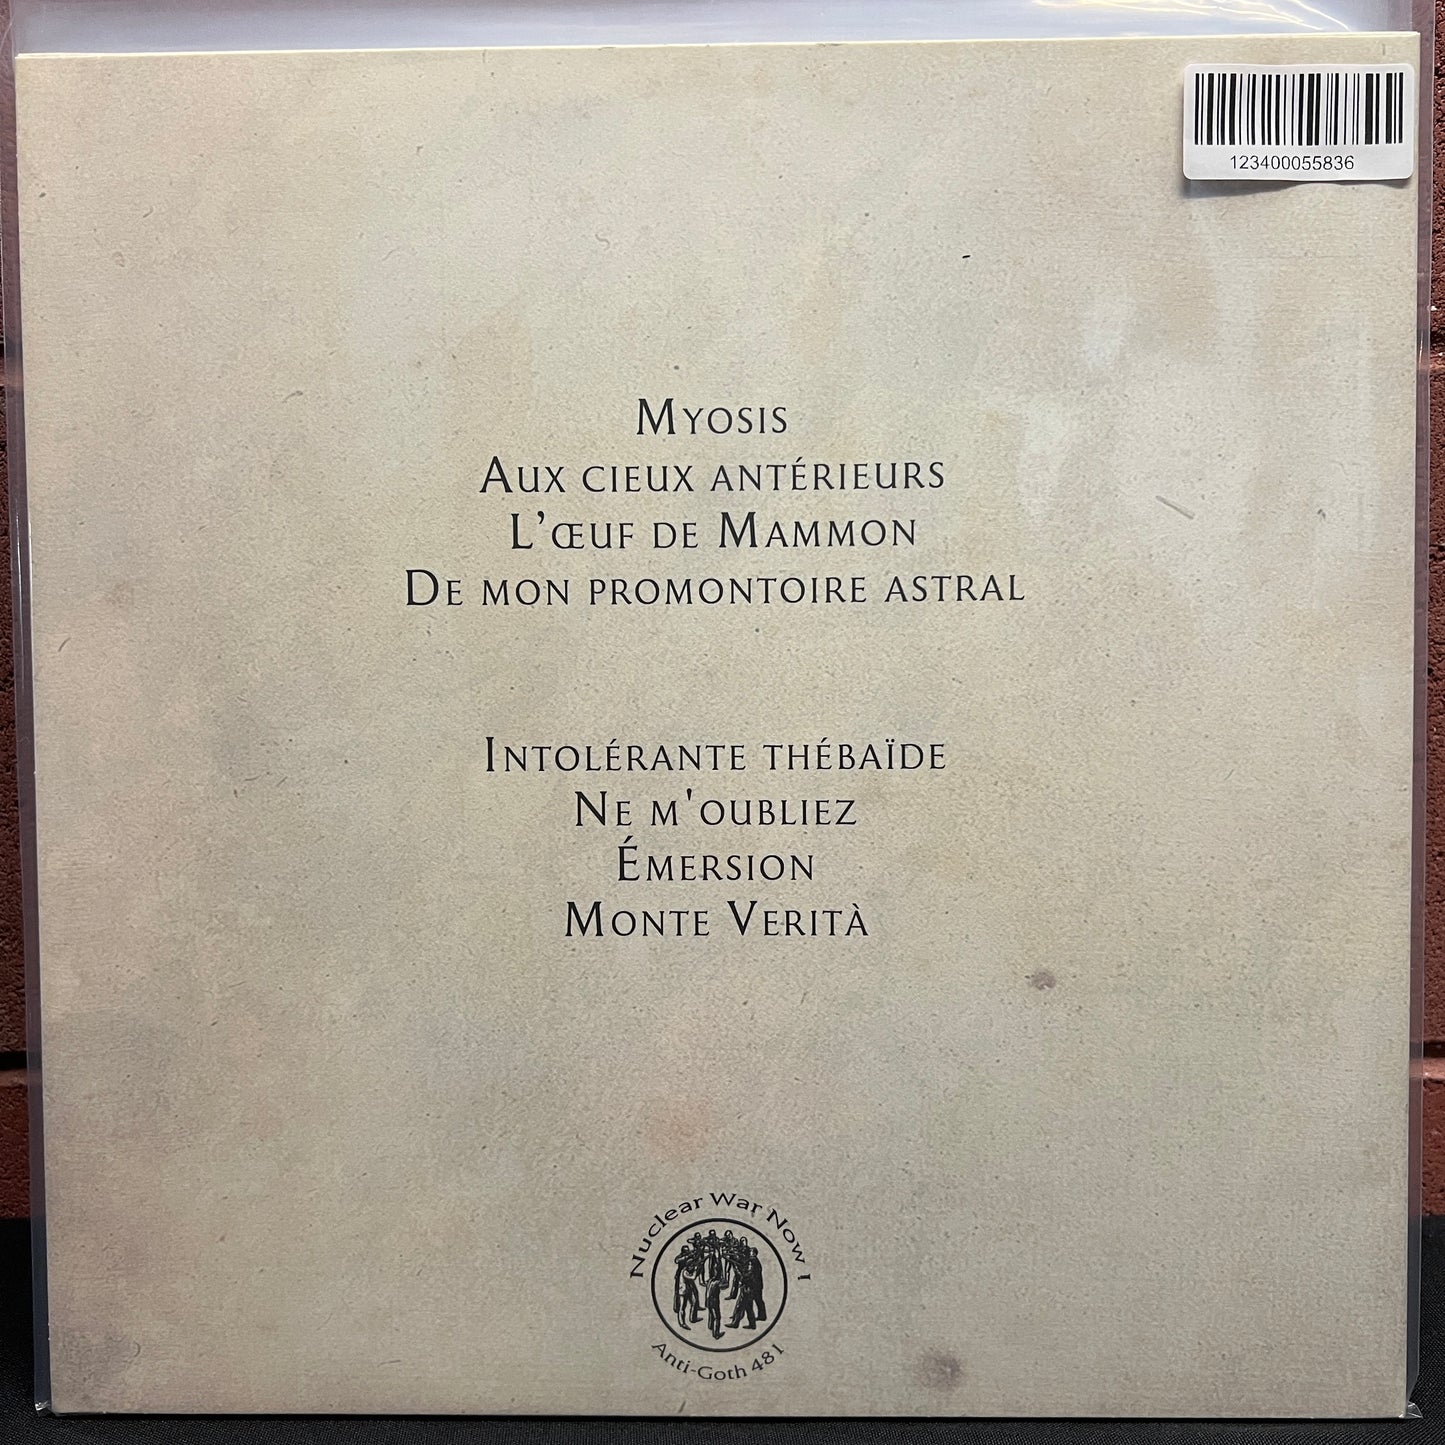 123400055836
Myosis
Aux cieux antérieurs
L’œuf de Mammon
De mon promontoire astral
Intolérante thébaïde
Ne m'oubliez
Émersion
Monte Verità
Nuclear War Now !
Anti-Goth 481